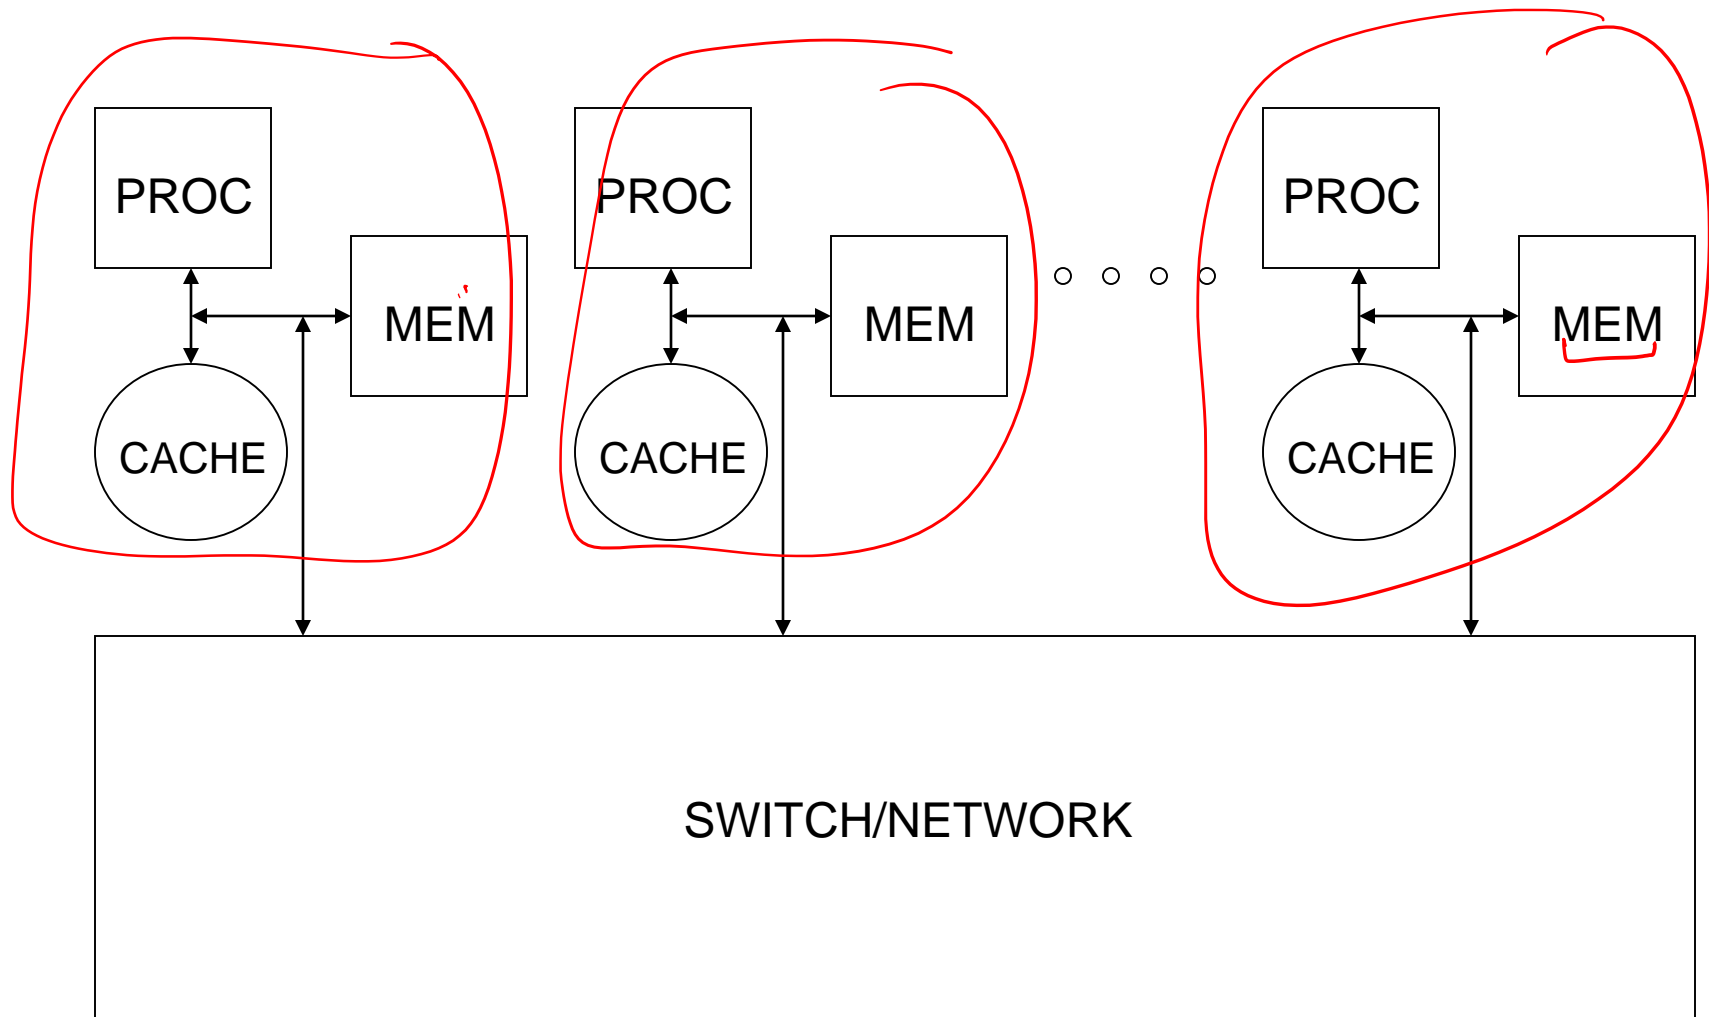 PROC
PROC
PROC
MEM
MEM
MEM
CACHE
CACHE
CACHE
SWITCH/NETWORK